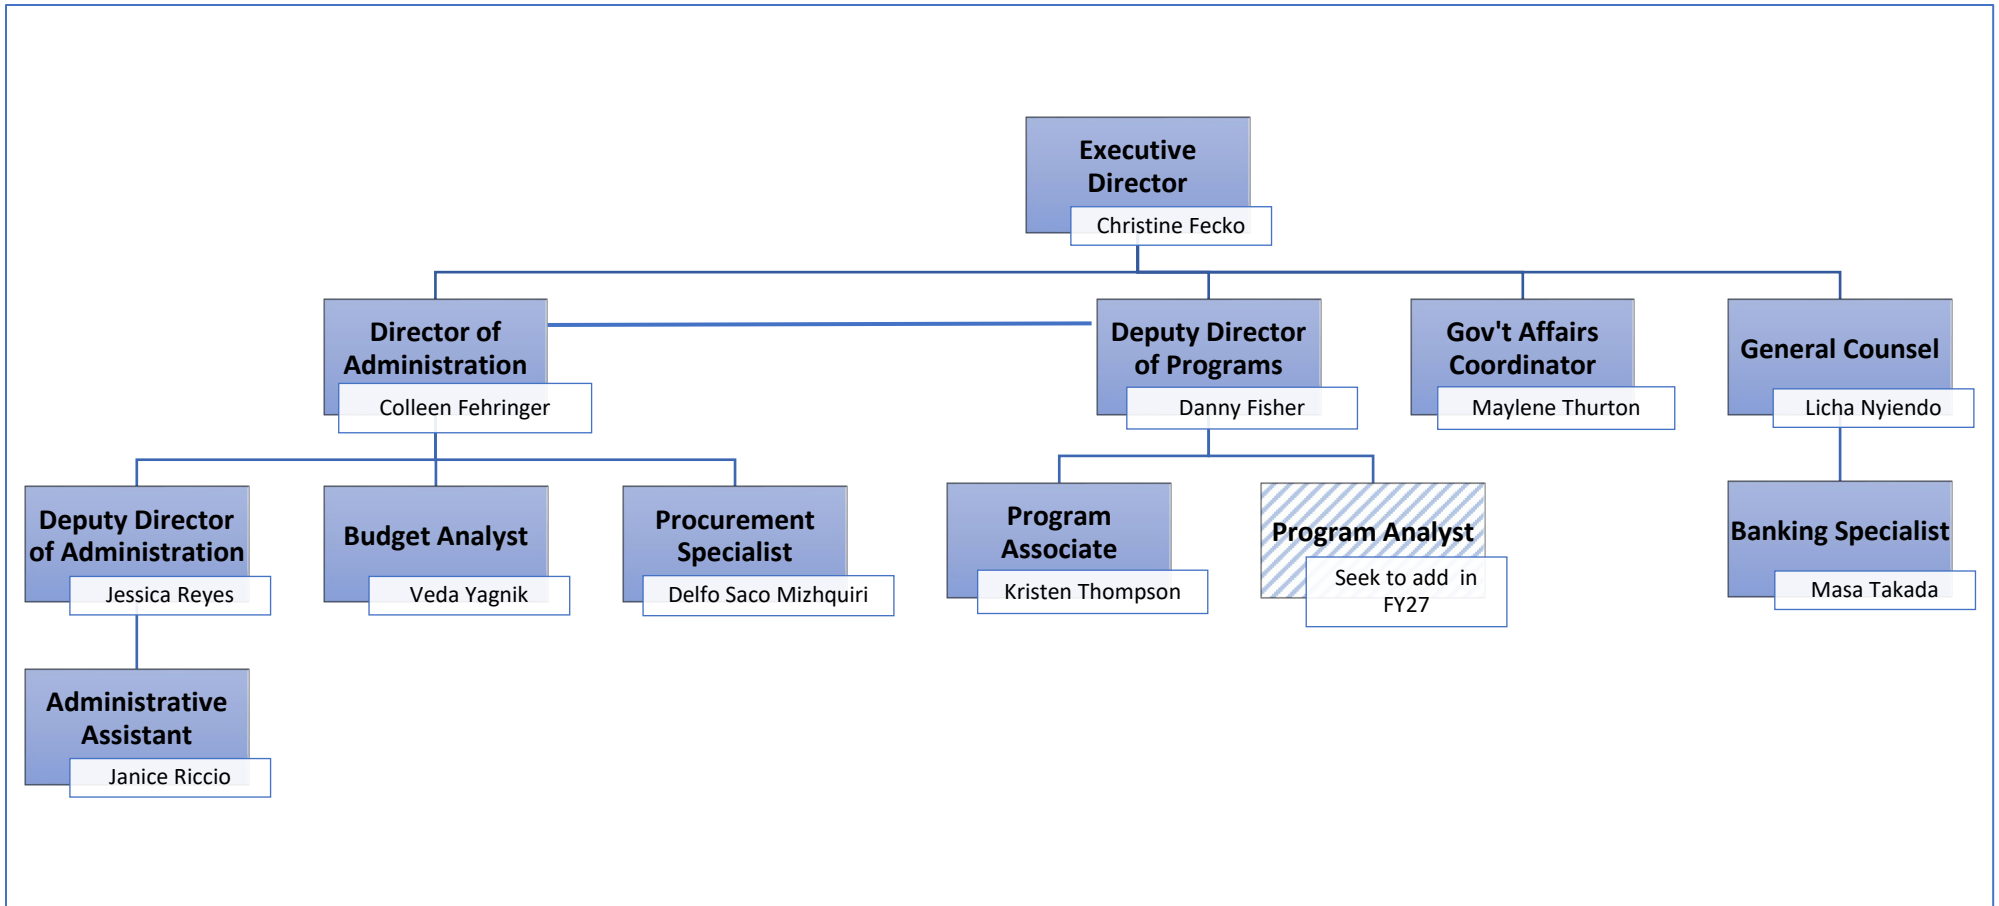 Executive
Director
Christine Fecko
Director of
Administration
Colleen Fehringer
Deputy Director
of Programs
Danny Fisher
Gov't Affairs
Coordinator
Maylene Thurton
General Counsel
Licha Nyiendo
Deputy Director
of Administration
Jessica Reyes
Budget Analyst
Veda Yagnik
Procurement
Specialist
Delfo Saco Mizhquiri
Program
Associate
Kristen Thompson
Program Analyst
Seek to add  in
FY27
Banking Specialist
Masa Takada
Administrative
Assistant
Janice Riccio